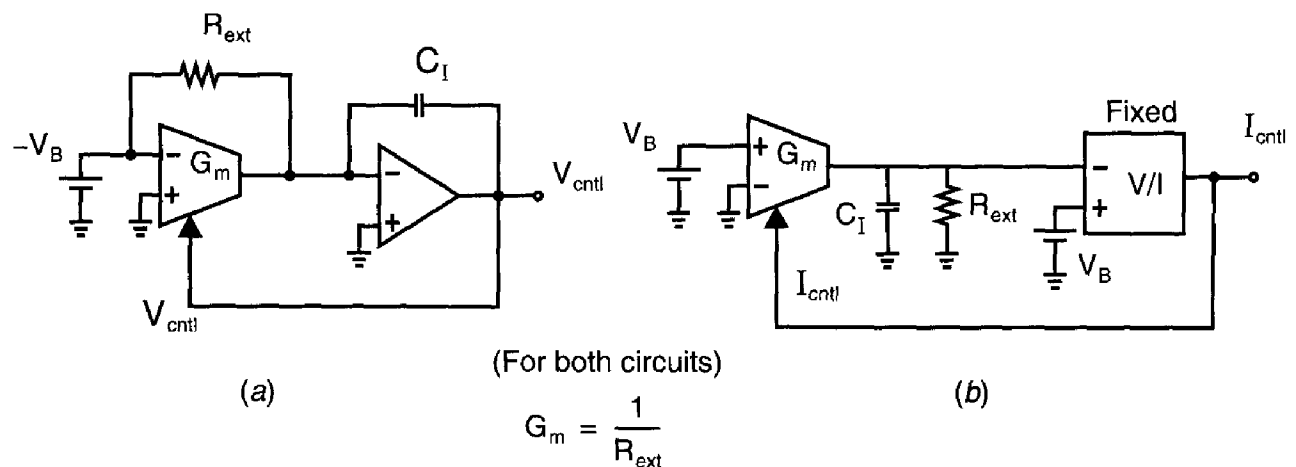 R_ext
C_I
−V_B
−
G_m
+
−
+
V_cntl
V_cntl
(a)
V_B
+
G_m
−
C_I
R_ext
Fixed
−
V/I
+
V_B
I_cntl
I_cntl
(b)
(For both circuits)
G_m = 1/R_ext